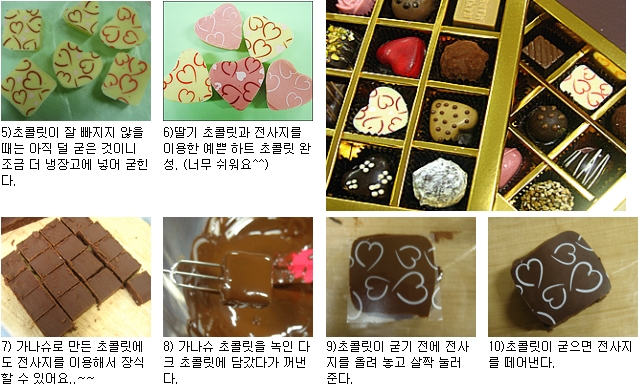 5)초콜릿이 잘 빠지지 않을
때는 아직 덜 굳은 것이니
조금 더 냉장고에 넣어 굳힌
다.
6)딸기 초콜릿과 전사지를
이용한 예쁜 하트 초콜릿 완
성. (너무 쉬워요^^)
7) 가나슈로 만든 초콜릿에
도 전사지를 이용해서 장식
할 수 있어요..~~
8) 가나슈 초콜릿을 녹인 다
크 초콜릿에 담갔다가 꺼낸
다.
9)초콜릿이 굳기 전에 전사
지를 올려 놓고 살짝 눌러
준다.
10)초콜릿이 굳으면 전사지
를 떼어낸다.